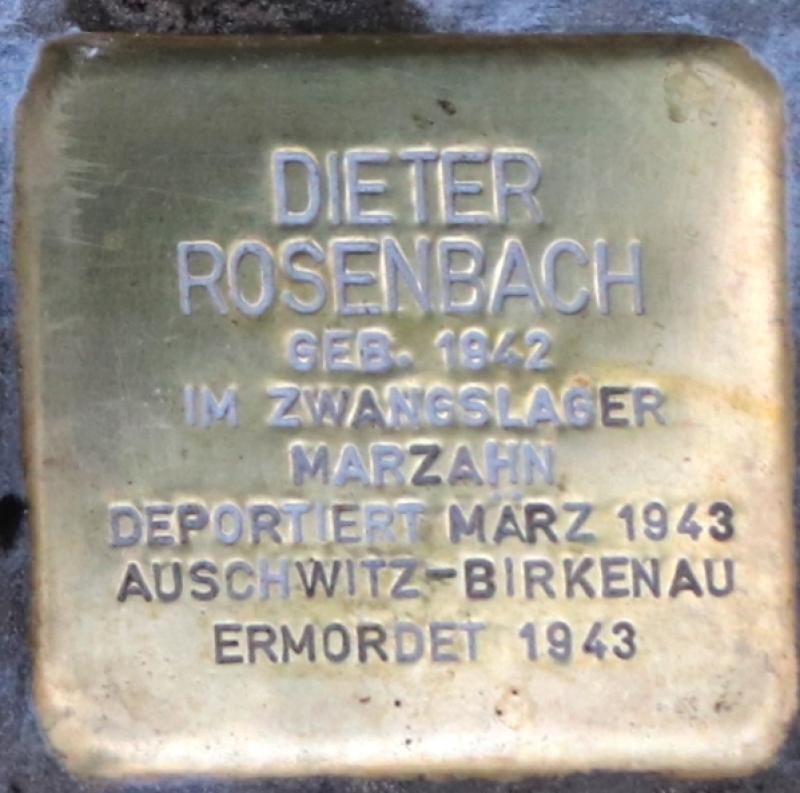 DIETER
ROSENBACH
GEB. 1942
IM ZWANGSLAGER
MARZAHN
DEPORTIERT MÄRZ 1943
AUSCHWITZ-BIRKENAU
ERMORDET 1943